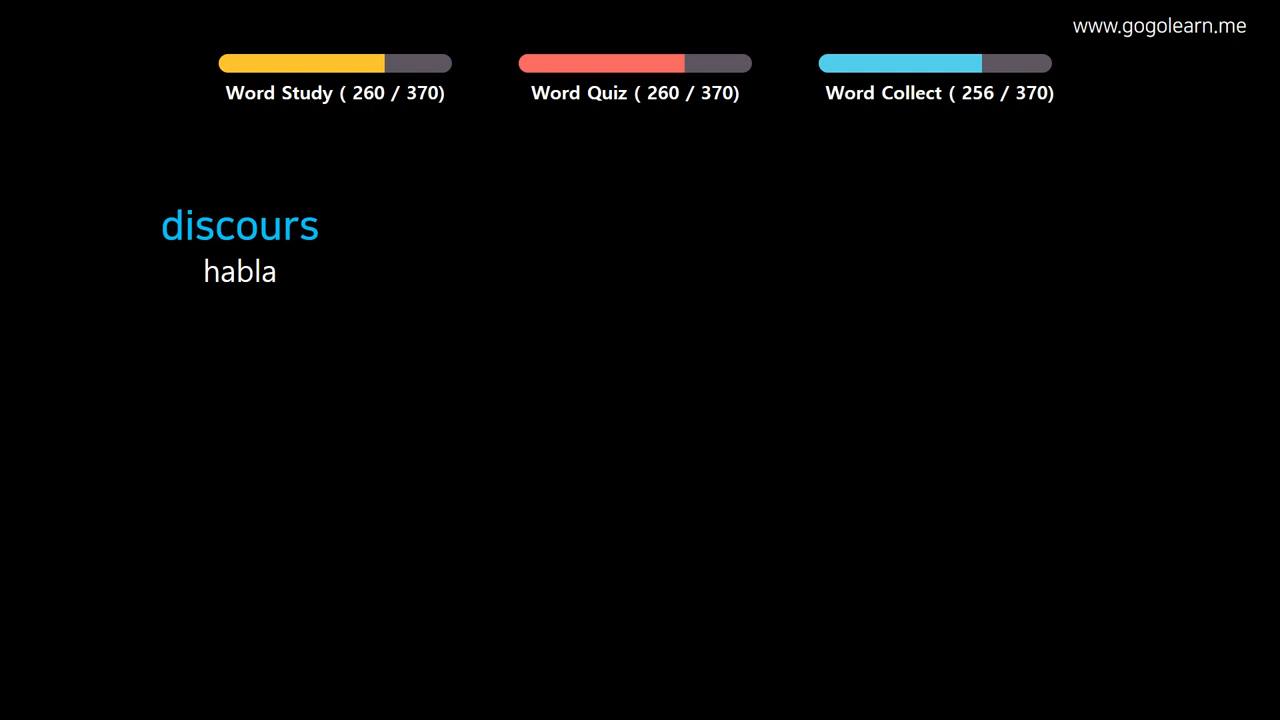 www.gogolearn.me
Word Study ( 260 / 370)
Word Quiz ( 260 / 370)
Word Collect ( 256 / 370)
discours
habla